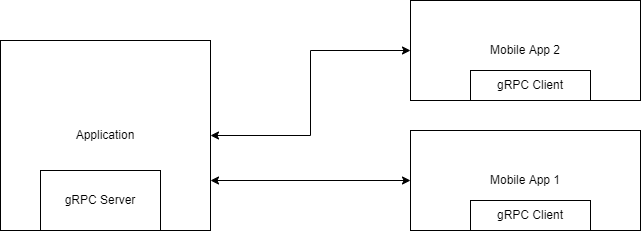 Application
gRPC Server
Mobile App 2
gRPC Client
Mobile App 1
gRPC Client